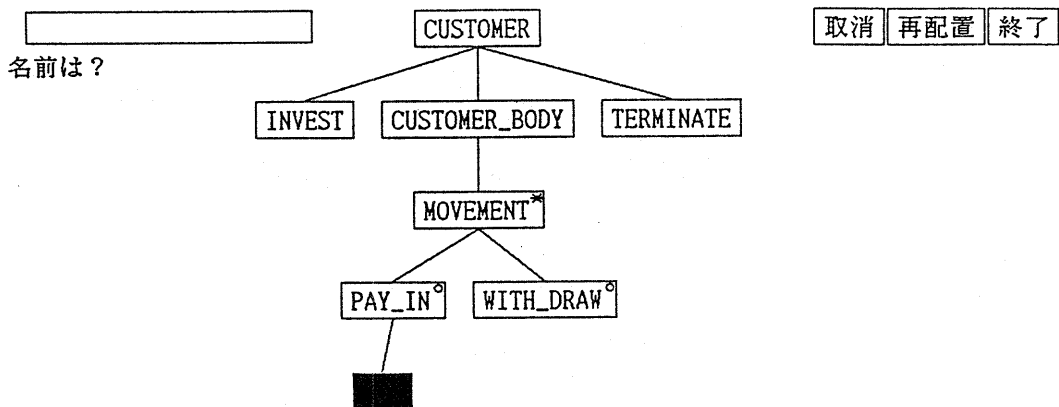 CUSTOMER 取消 再配置 終了
名前は？
INVEST CUSTOMER_BODY TERMINATE
MOVEMENT*
PAY_IN° WITH_DRAW°